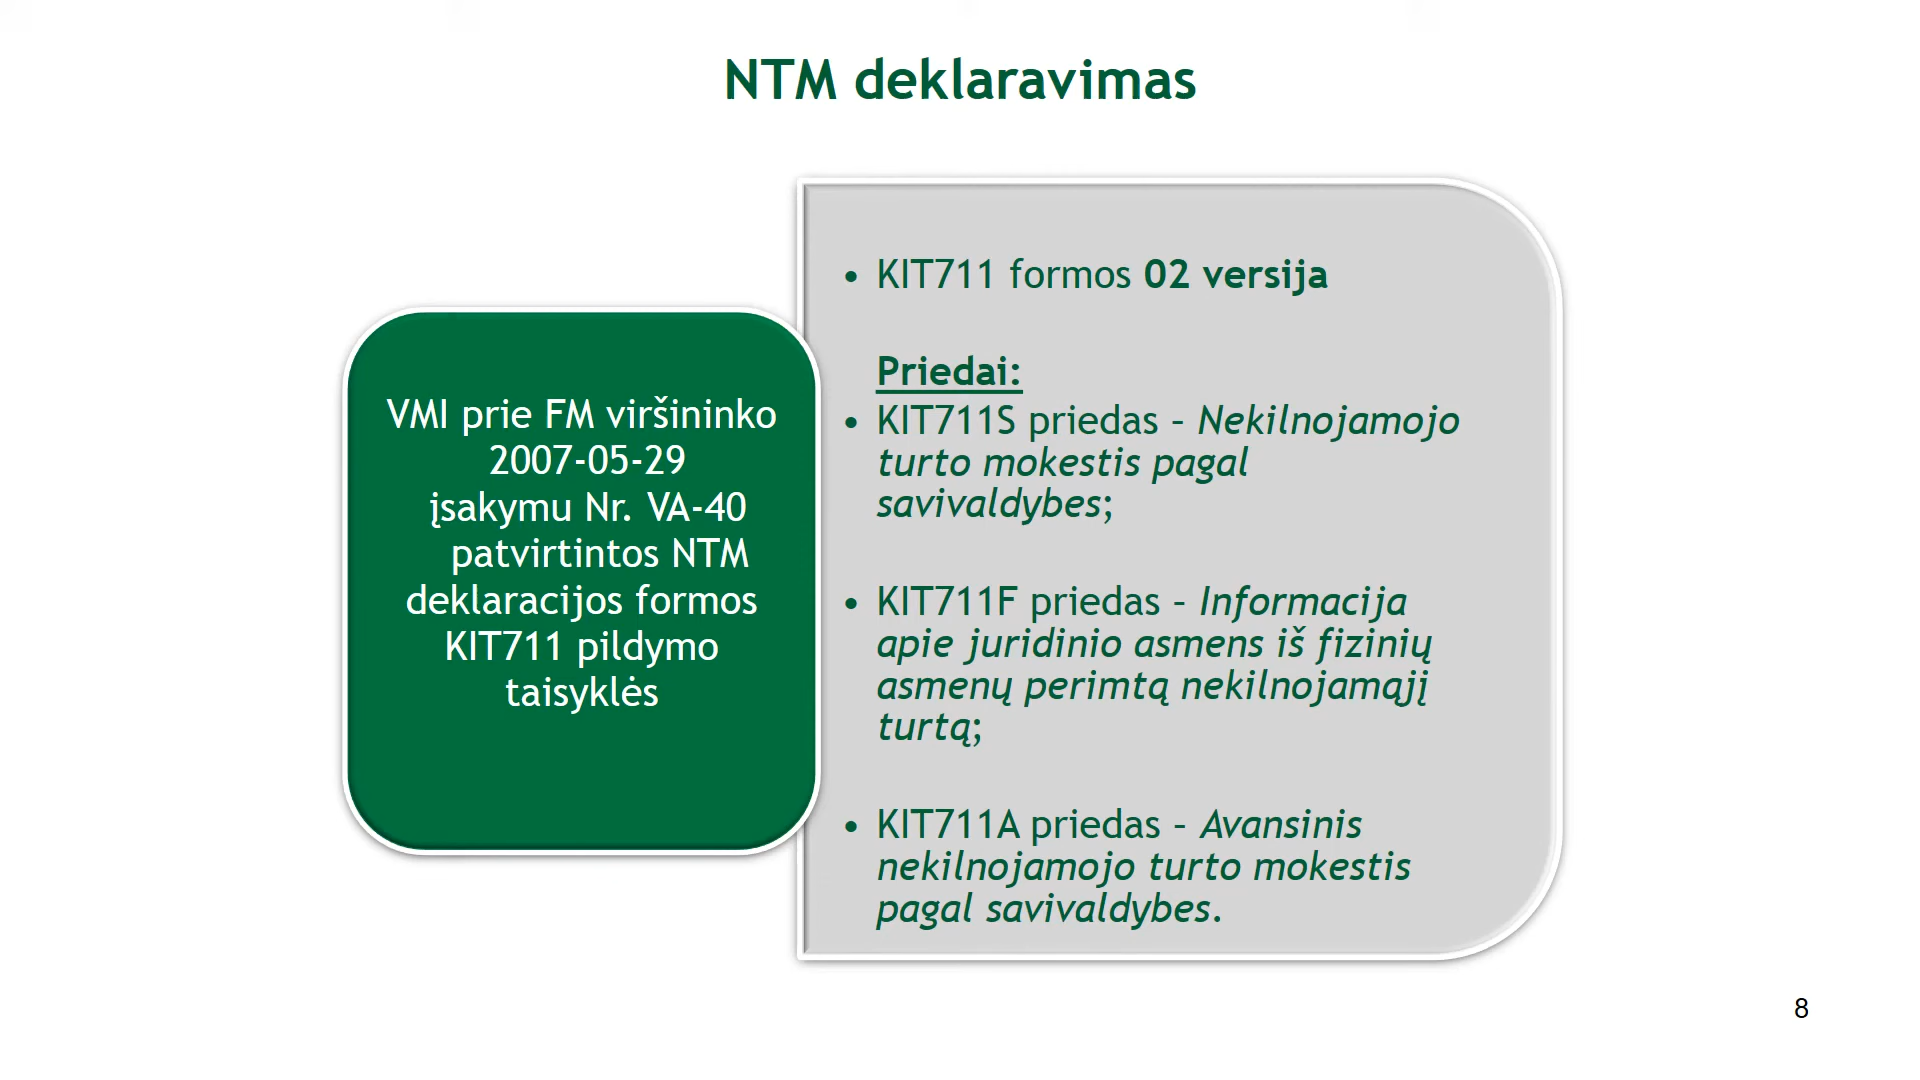 NTM deklaravimas
VMI prie FM viršininko
2007-05-29
įsakymu Nr. VA-40
patvirtintos NTM
deklaracijos formos
KIT711 pildymo
taisyklės
• KIT711 formos 02 versija
Priedai:
• KIT711S priedas – Nekilnojamojo
turto mokestis pagal
savivaldybes;
• KIT711F priedas – Informacija
apie juridinio asmens iš fizinių
asmenų perimtą nekilnojamąjį
turtą;
• KIT711A priedas – Avansinis
nekilnojamojo turto mokestis
pagal savivaldybes.
8